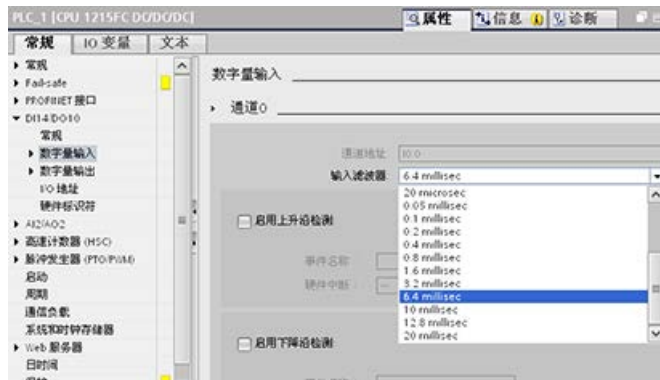 PLC_1 [CPU 1215FC DC/DC/DC]
属性
信息
诊断
常规
IO 变量
文本
常规
Fail-safe
PROFINET 接口
DI14/DO10
常规
数字量输入
数字量输出
I/O 地址
硬件标识符
AI2/AO2
高速计数器 (HSC)
脉冲发生器 (PTO/PWM)
启动
周期
通信负载
系统和时钟存储器
Web 服务器
日时间
数字量输入
通道0
通道地址
I0.0
输入滤波器
6.4 millisec
20 microsec
0.05 millisec
0.1 millisec
0.2 millisec
0.4 millisec
0.8 millisec
1.6 millisec
3.2 millisec
6.4 millisec
10 millisec
12.8 millisec
20 millisec
启用上升沿检测
事件名称
硬件中断
启用下降沿检测